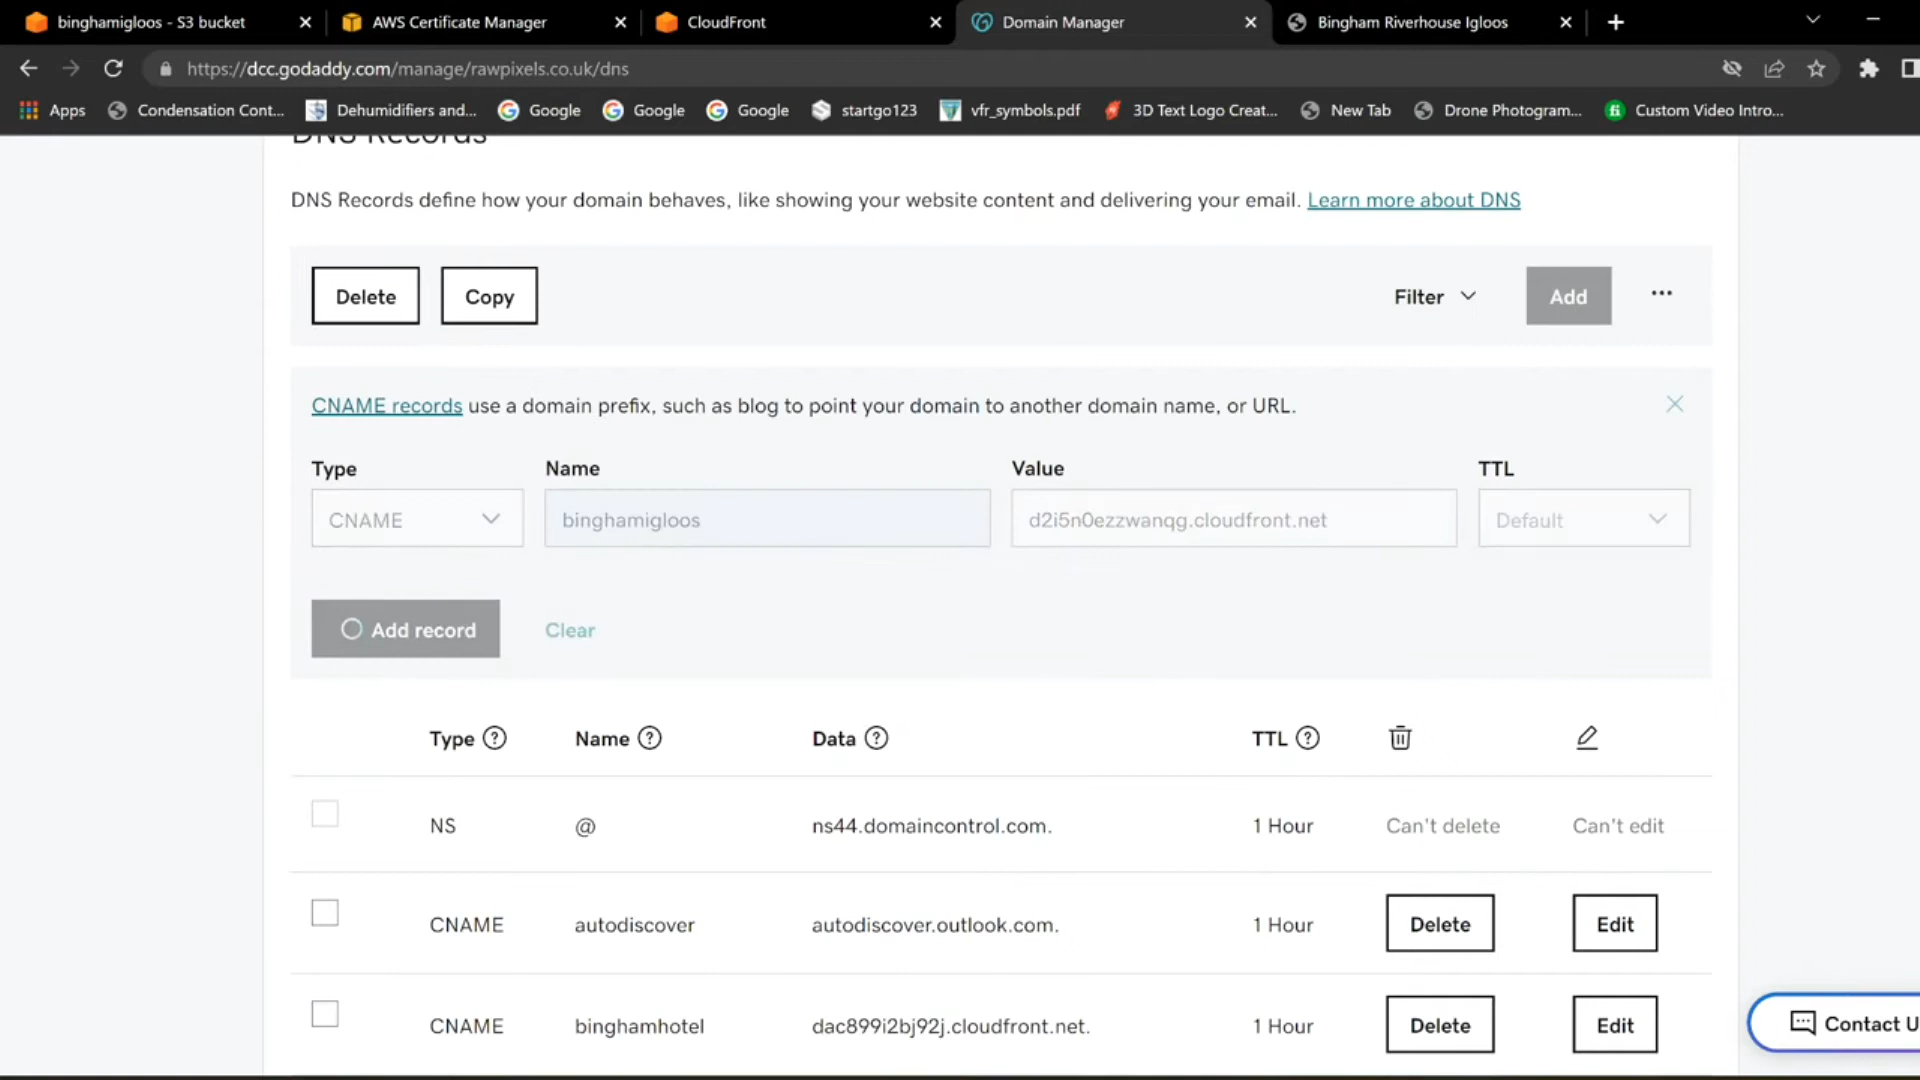 binghamigloos - S3 bucket
AWS Certificate Manager
CloudFront
Domain Manager
Bingham Riverhouse Igloos
https://dcc.godaddy.com/manage/rawpixels.co.uk/dns
Apps
Condensation Cont...
Dehumidifiers and...
Google
Google
Google
startgo123
vfr_symbols.pdf
3D Text Logo Creat...
New Tab
Drone Photogram...
Custom Video Intro...
DNS Records
DNS Records define how your domain behaves, like showing your website content and delivering your email. Learn more about DNS
Delete
Copy
Filter
Add
...
CNAME records use a domain prefix, such as blog to point your domain to another domain name, or URL.
Type Name Value TTL
CNAME binghamigloos d2i5n0ezzwanqg.cloudfront.net Default
Add record Clear
Type ? Name ? Data ? TTL ?
NS @ ns44.domaincontrol.com. 1 Hour Can't delete Can't edit
CNAME autodiscover autodiscover.outlook.com. 1 Hour Delete Edit
CNAME binghamhotel dac899i2bj92j.cloudfront.net. 1 Hour Delete Edit
Contact U